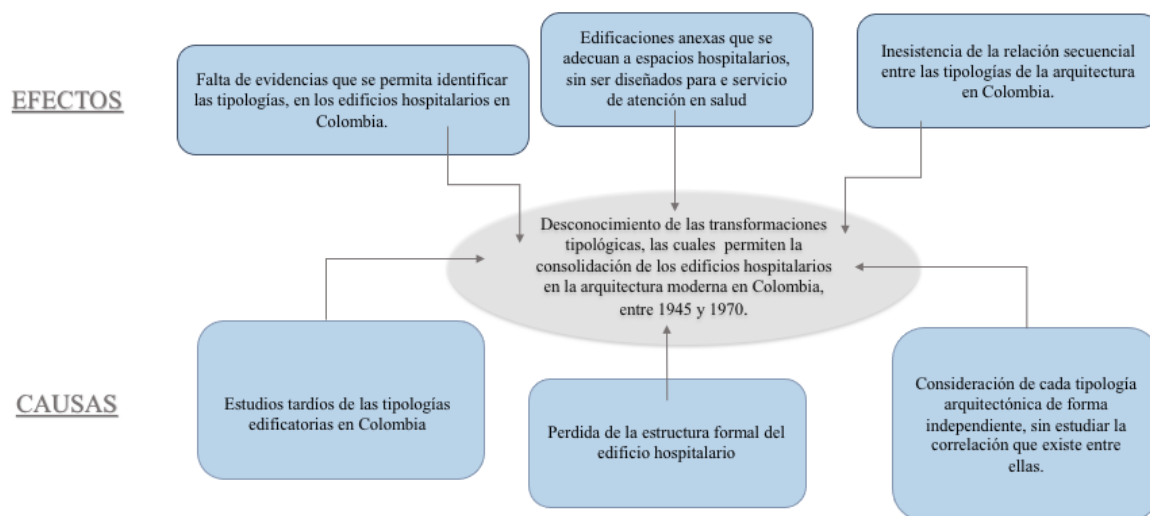 EFECTOS
Falta de evidencias que se permita identificar
las tipologías, en los edificios hospitalarios en
Colombia.
Edificaciones anexas que se
adecuan a espacios hospitalarios,
sin ser diseñados para e servicio
de atención en salud
Inesistencia de la relación secuencial
entre las tipologías de la arquitectura
en Colombia.
Desconocimiento de las transformaciones
tipológicas, las cuales permiten la
consolidación de los edificios hospitalarios
en la arquitectura moderna en Colombia,
entre 1945 y 1970.
CAUSAS
Estudios tardíos de las tipologías
edificatorias en Colombia
Perdida de la estructura formal del
edificio hospitalario
Consideración de cada tipología
arquitectónica de forma
independiente, sin estudiar la
correlación que existe entre
ellas.